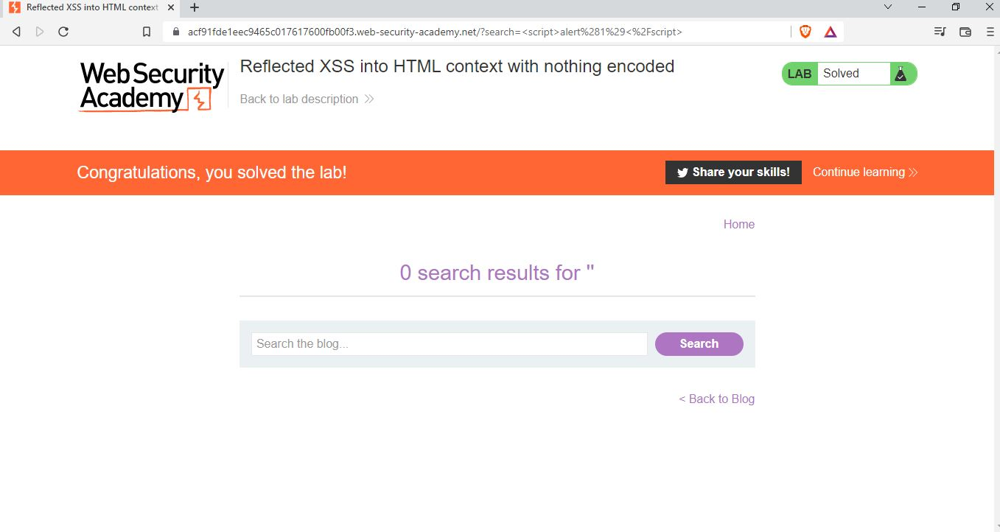 Reflected XSS into HTML context
acf91fde1eec9465c017617600fb00f3.web-security-academy.net/?search=<script>alert%281%29<%2Fscript>
Web Security
Academy
Reflected XSS into HTML context with nothing encoded
Back to lab description
LAB Solved
Congratulations, you solved the lab!
Share your skills!
Continue learning
Home
0 search results for ''
Search the blog...
Search
< Back to Blog